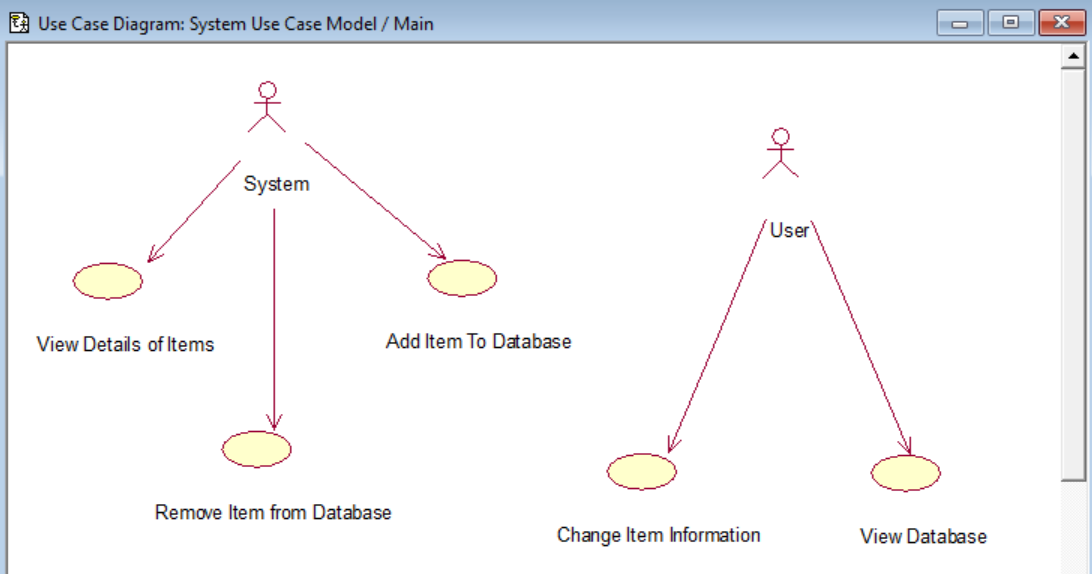 Use Case Diagram: System Use Case Model / Main
System
User
View Details of Items
Add Item To Database
Remove Item from Database
Change Item Information
View Database